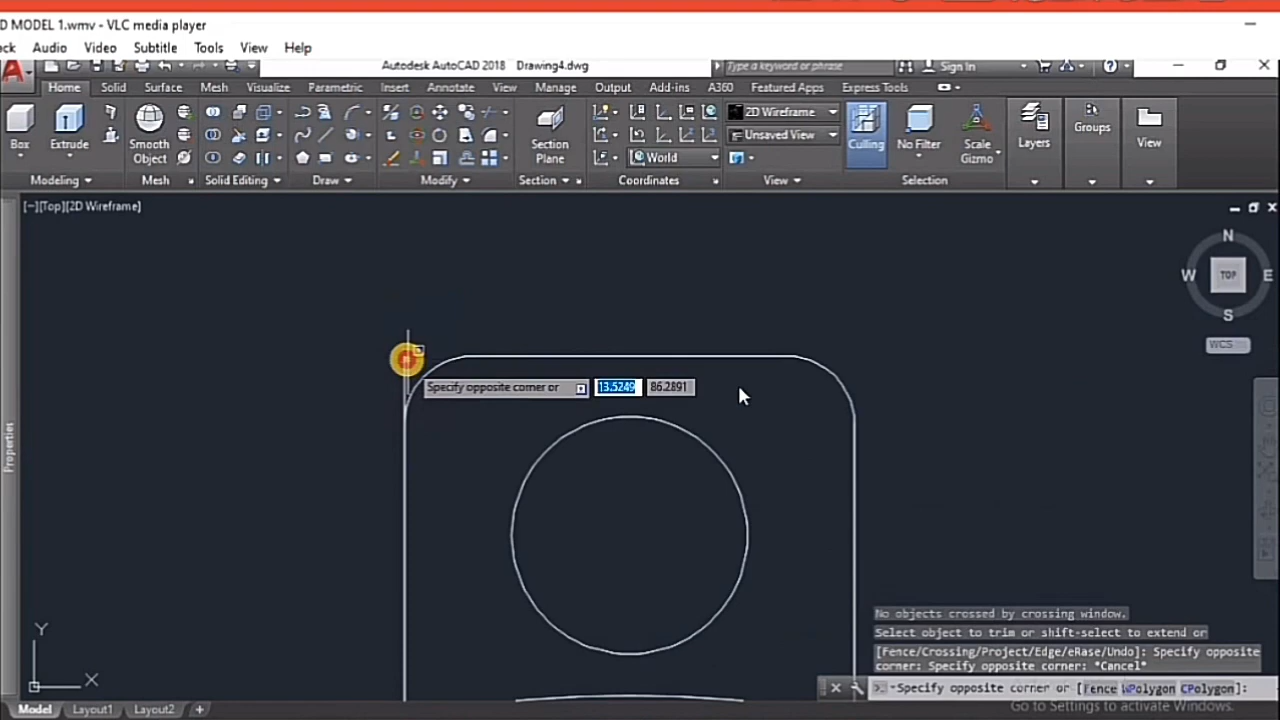 D MODEL 1.wmv - VLC media player
ck Audio Video Subtitle Tools View Help
Autodesk AutoCAD 2018 Drawing4.dwg
Type a keyword or phrase
Sign In
Home Solid Surface Mesh Visualize Parametric Insert Annotate View Manage Output Add-ins A360 Featured Apps Express Tools
Box
Extrude
Smooth
Object
Section
Plane
2D Wireframe
Unsaved View
World
Culling
No Filter
Scale
Gizmo
Layers
Groups
View
Modeling Mesh Solid Editing Draw Modify Section Coordinates View Selection
[−][Top][2D Wireframe]
N
W TOP E
S
WCS
Properties
Specify opposite corner or 13.5249 86.2891
No objects crossed by crossing window.
Select object to trim or shift-select to extend or
[Fence/Crossing/Project/Edge/eRase/Undo]: Specify opposite
corner: Specify opposite corner: *Cancel*
Specify opposite corner or [Fence WPolygon CPolygon]:
Go to Settings to activate Windows.
Y
X
Model Layout1 Layout2 +